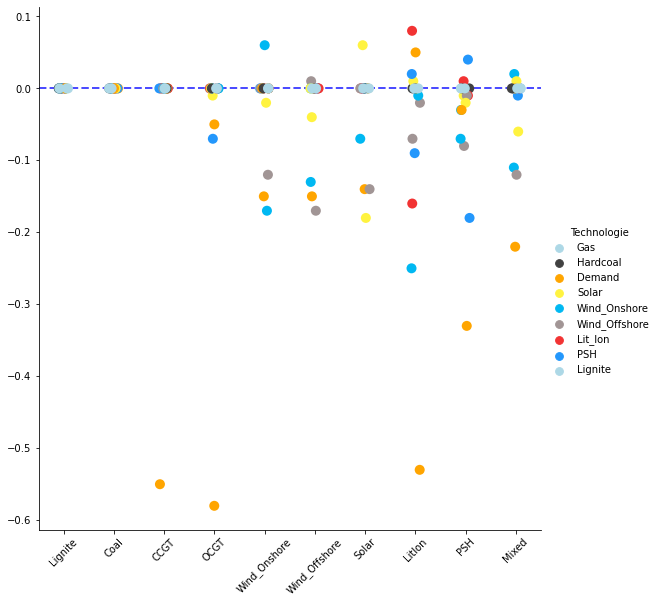 0.1
0.0
−0.1
−0.2
−0.3
−0.4
−0.5
−0.6
Lignite
Coal
CCGT
OCGT
Wind_Onshore
Wind_Offshore
Solar
LitIon
PSH
Mixed
Technologie
Gas
Hardcoal
Demand
Solar
Wind_Onshore
Wind_Offshore
Lit_Ion
PSH
Lignite